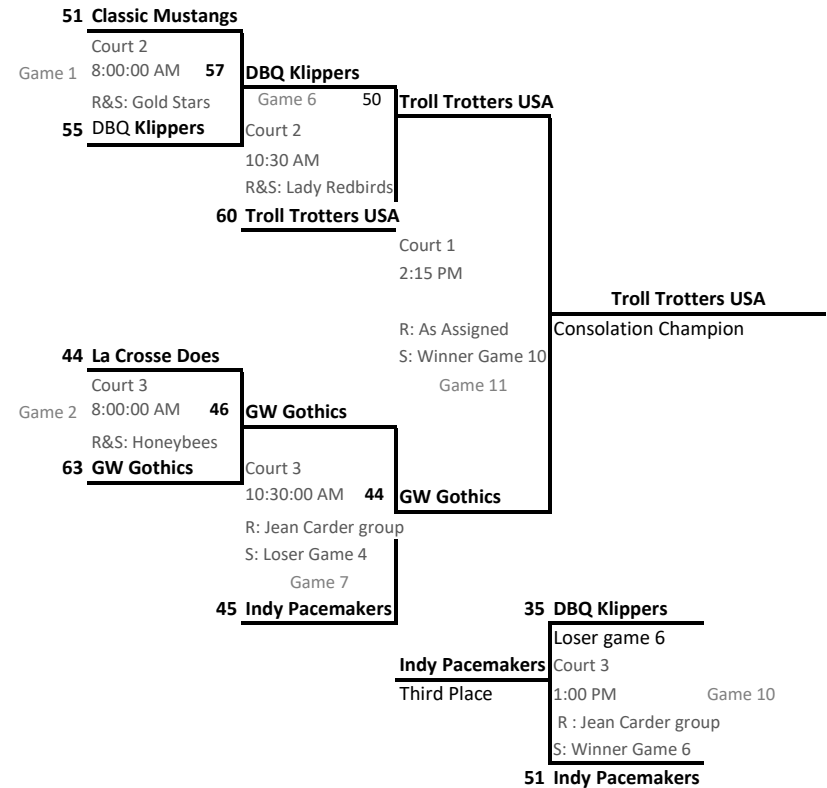 51 Classic Mustangs
Court 2
Game 1 8:00:00 AM 57 DBQ Klippers
R&S: Gold Stars Game 6 50 Troll Trotters USA
55 DBQ Klippers Court 2
10:30 AM
R&S: Lady Redbirds
60 Troll Trotters USA
Court 1
2:15 PM
Troll Trotters USA
R: As Assigned Consolation Champion
44 La Crosse Does S: Winner Game 10
Court 3 Game 11
Game 2 8:00:00 AM 46 GW Gothics
R&S: Honeybees
63 GW Gothics Court 3
10:30:00 AM 44 GW Gothics
R: Jean Carder group
S: Loser Game 4
Game 7
45 Indy Pacemakers 35 DBQ Klippers
Loser game 6
Indy Pacemakers Court 3
Third Place 1:00 PM Game 10
R : Jean Carder group
S: Winner Game 6
51 Indy Pacemakers